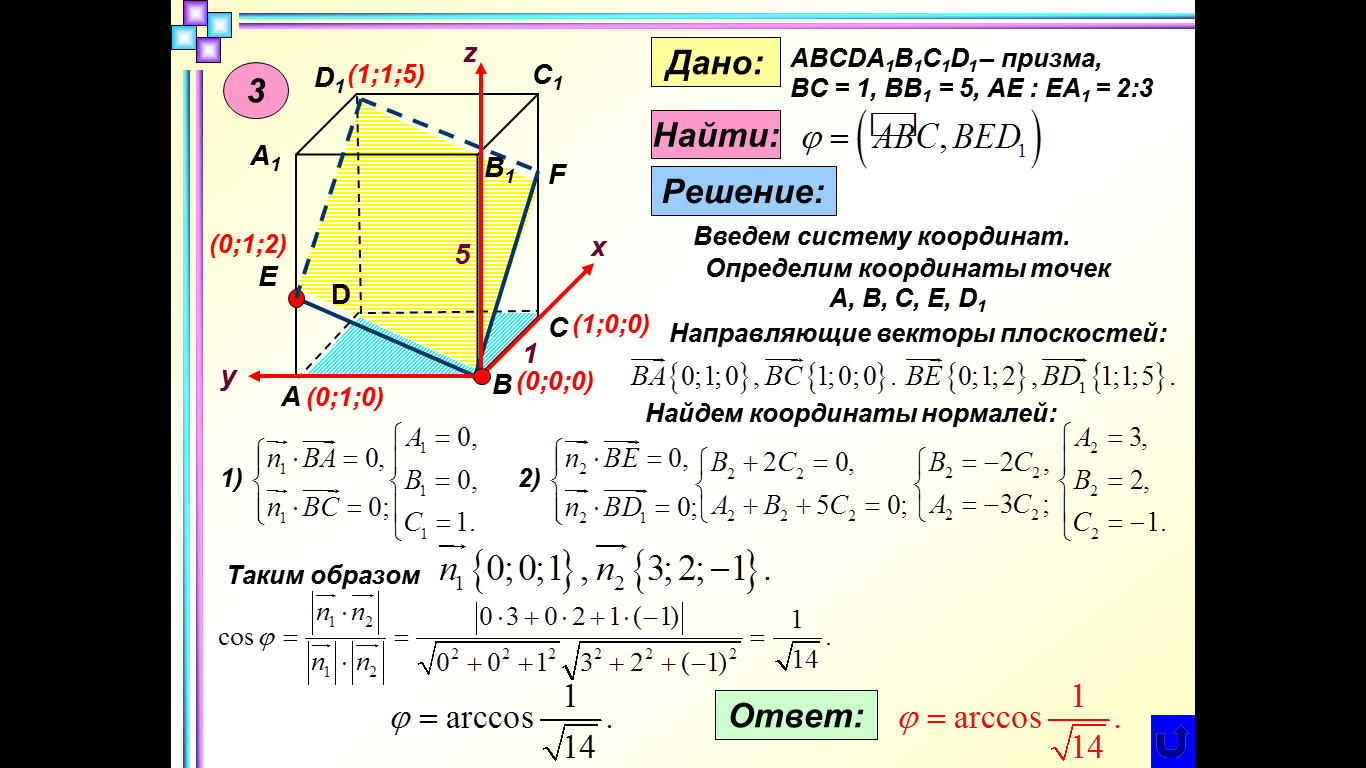 3
z
D₁ (1;1;5)
C₁
A₁
B₁
F
(0;1;2)
E
D
5
x
C (1;0;0)
1
y
A (0;1;0)
B (0;0;0)
Дано:
ABCDA₁B₁C₁D₁ – призма,
BC = 1, BB₁ = 5, AE : EA₁ = 2:3
Найти: φ = (ABC, BED₁)
Решение:
Введем систему координат.
Определим координаты точек
A, B, C, E, D₁
Направляющие векторы плоскостей:
BA→{0;1;0}, BC→{1;0;0}. BE→{0;1;2}, BD₁→{1;1;5}.
Найдем координаты нормалей:
1) { n₁→ · BA→ = 0, n₁→ · BC→ = 0; { A₁ = 0, B₁ = 0, C₁ = 1.
2) { n₂→ · BE→ = 0, n₂→ · BD₁→ = 0; { B₂ + 2C₂ = 0, A₂ + B₂ + 5C₂ = 0; { B₂ = −2C₂, A₂ = −3C₂; { A₂ = 3, B₂ = 2, C₂ = −1.
Таким образом n₁→{0; 0; 1}, n₂→{3; 2; −1}.
cos φ = |n₁→ · n₂→| / (|n₁→| · |n₂→|) = |0·3 + 0·2 + 1·(−1)| / (√(0² + 0² + 1²) √(3² + 2² + (−1)²)) = 1/√14.
φ = arccos 1/√14.
Ответ: φ = arccos 1/√14.